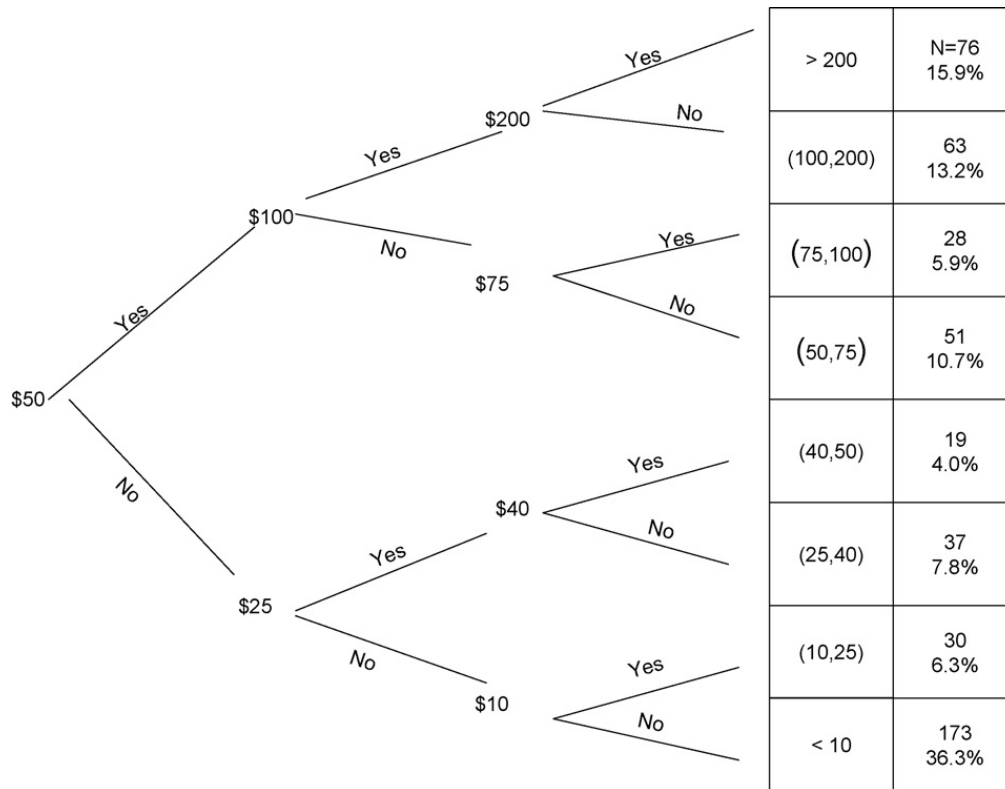 Yes
> 200
N=76
15.9%
$200
No
Yes
(100,200)
63
13.2%
$100
No
Yes
(75,100)
28
5.9%
$75
No
Yes
(50,75)
51
10.7%
$50
No
Yes
(40,50)
19
4.0%
$40
Yes
No
(25,40)
37
7.8%
$25
No
Yes
(10,25)
30
6.3%
$10
No
< 10
173
36.3%